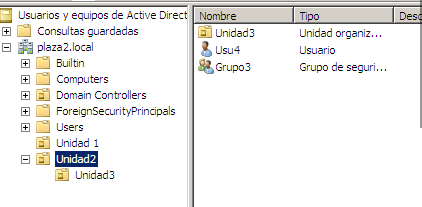 Usuarios y equipos de Active Direct
Consultas guardadas
plaza2.local
Builtin
Computers
Domain Controllers
ForeignSecurityPrincipals
Users
Unidad 1
Unidad2
Unidad3
Nombre Tipo Desc
Unidad3 Unidad organiz...
Usu4 Usuario
Grupo3 Grupo de seguri...